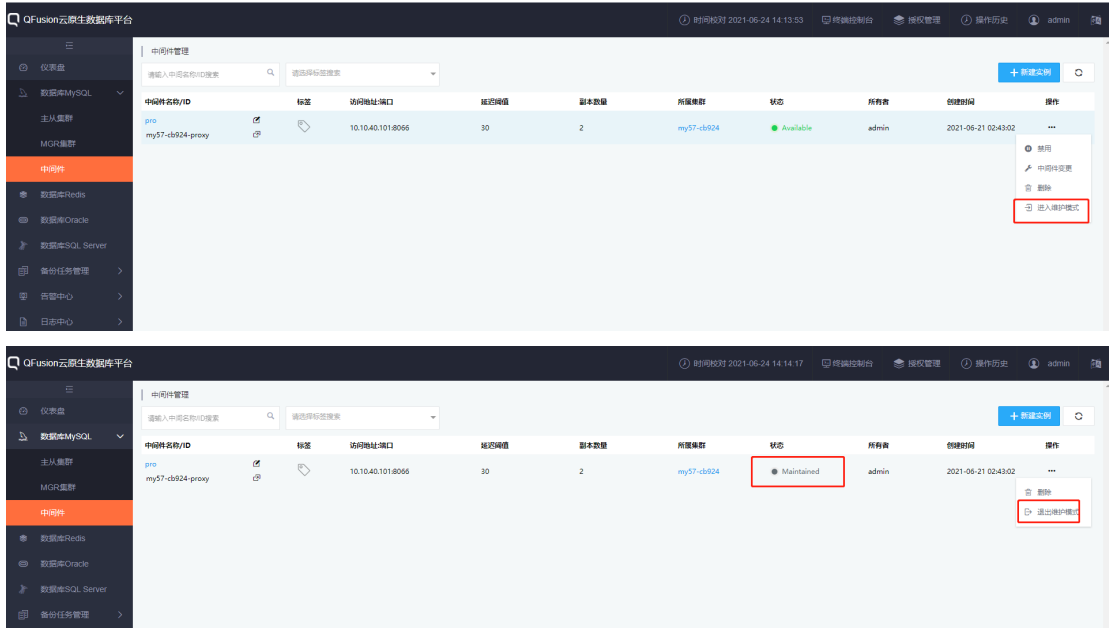 QFusion云原生数据库平台
时间校对 2021-06-24 14:13:53 终端控制台 授权管理 操作历史 admin
仪表盘
数据库MySQL
主从集群
MGR集群
中间件
数据库Redis
数据库Oracle
数据库SQL Server
备份任务管理
告警中心
日志中心
中间件管理
请输入中间名称/ID搜索 请选择标签搜索 新建实例
中间件名称/ID 标签 访问地址:端口 延迟阈值 副本数量 所属集群 状态 所有者 创建时间 操作
pro
my57-cb924-proxy 10.10.40.101:8066 30 2 my57-cb924 Available admin 2021-06-21 02:43:02 ···
禁用
中间件变更
删除
进入维护模式
QFusion云原生数据库平台
时间校对 2021-06-24 14:14:17 终端控制台 授权管理 操作历史 admin
仪表盘
数据库MySQL
主从集群
MGR集群
中间件
数据库Redis
数据库Oracle
数据库SQL Server
备份任务管理
中间件管理
请输入中间名称/ID搜索 请选择标签搜索 新建实例
中间件名称/ID 标签 访问地址:端口 延迟阈值 副本数量 所属集群 状态 所有者 创建时间 操作
pro
my57-cb924-proxy 10.10.40.101:8066 30 2 my57-cb924 Maintained admin 2021-06-21 02:43:02 ···
删除
退出维护模式